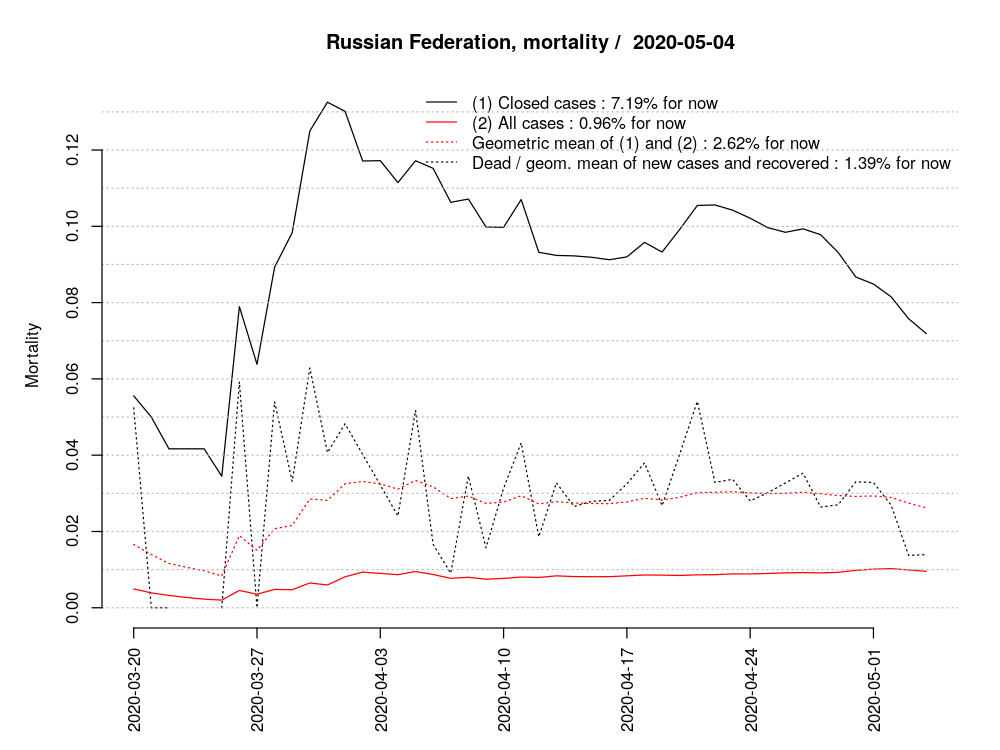 Russian Federation, mortality /  2020-05-04
(1) Closed cases : 7.19% for now
(2) All cases : 0.96% for now
Geometric mean of (1) and (2) : 2.62% for now
Dead / geom. mean of new cases and recovered : 1.39% for now
Mortality
0.12
0.10
0.08
0.06
0.04
0.02
0.00
2020-03-20
2020-03-27
2020-04-03
2020-04-10
2020-04-17
2020-04-24
2020-05-01